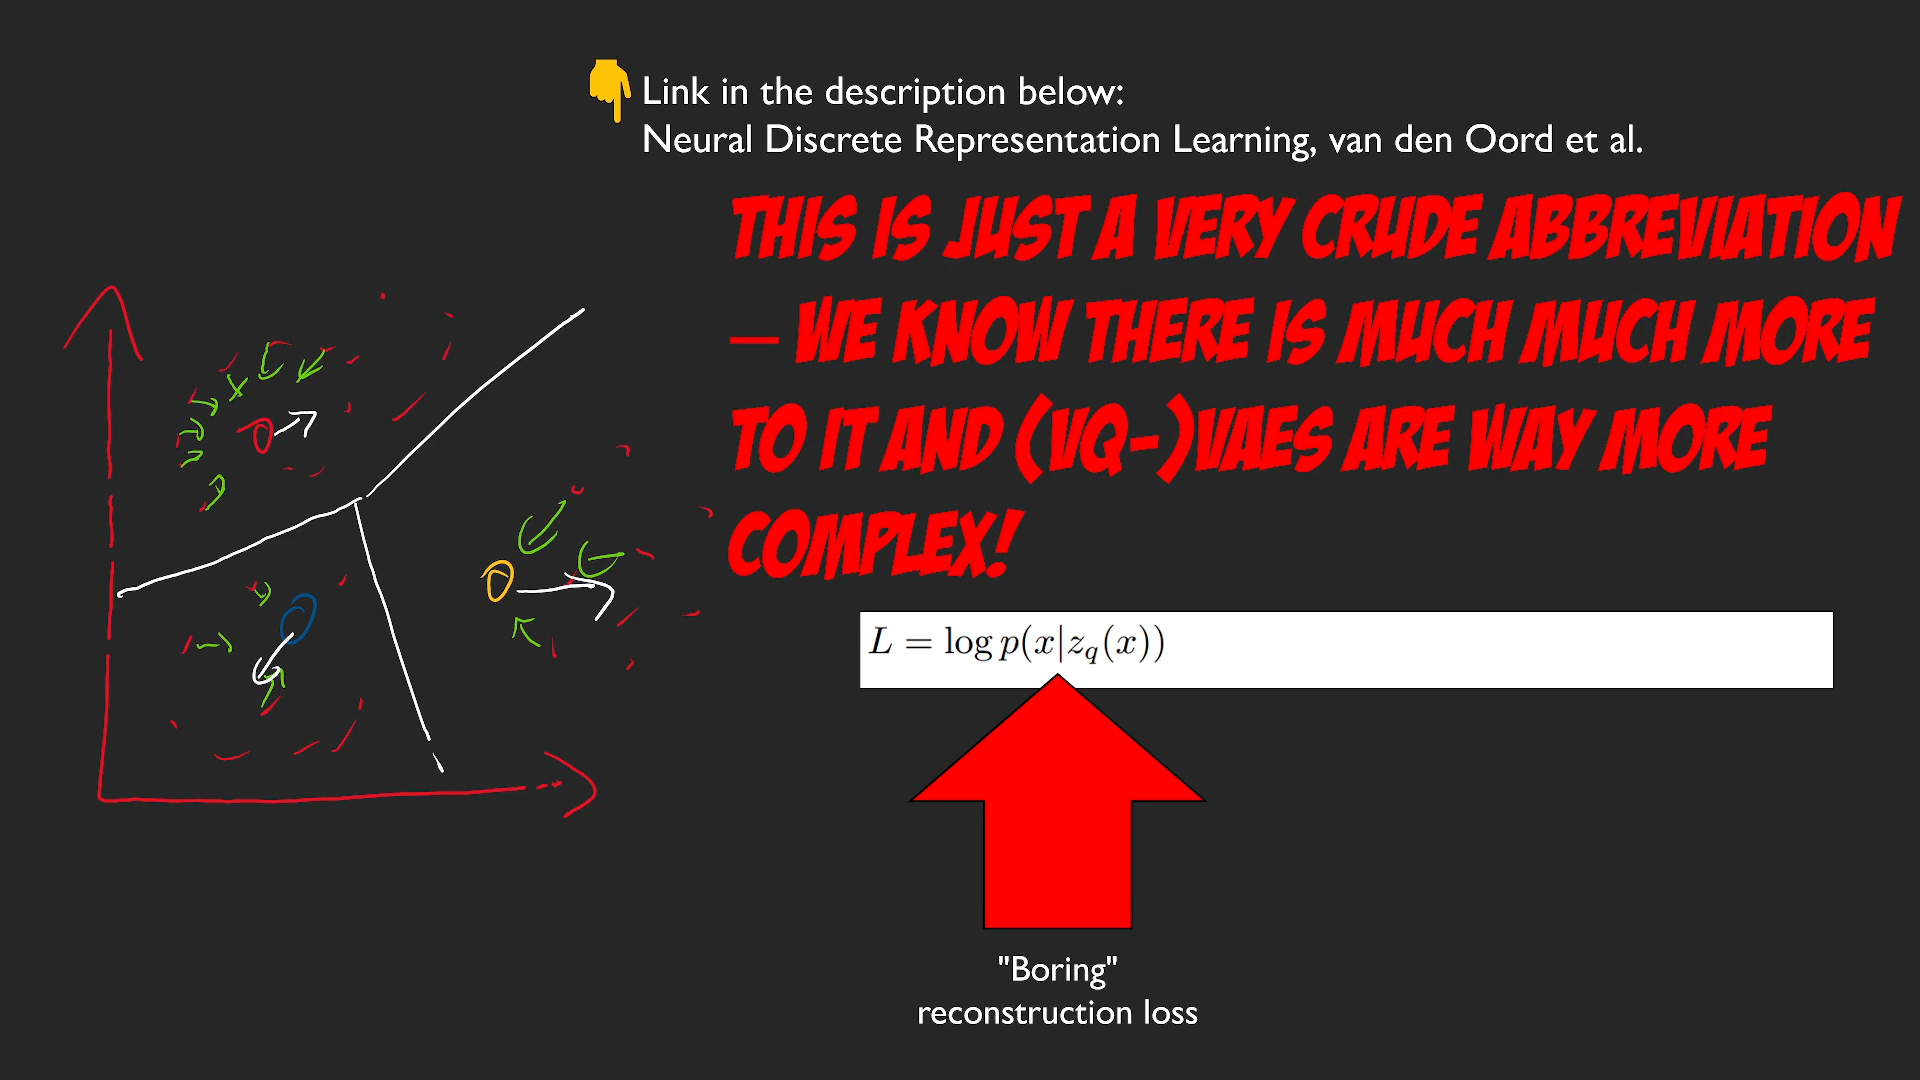 Link in the description below:
Neural Discrete Representation Learning, van den Oord et al.
THIS IS JUST A VERY CRUDE ABBREVIATION
– WE KNOW THERE IS MUCH MUCH MORE
TO IT AND (VQ-)VAES ARE WAY MORE
COMPLEX!
L = log p(x|z_q(x))
"Boring"
reconstruction loss